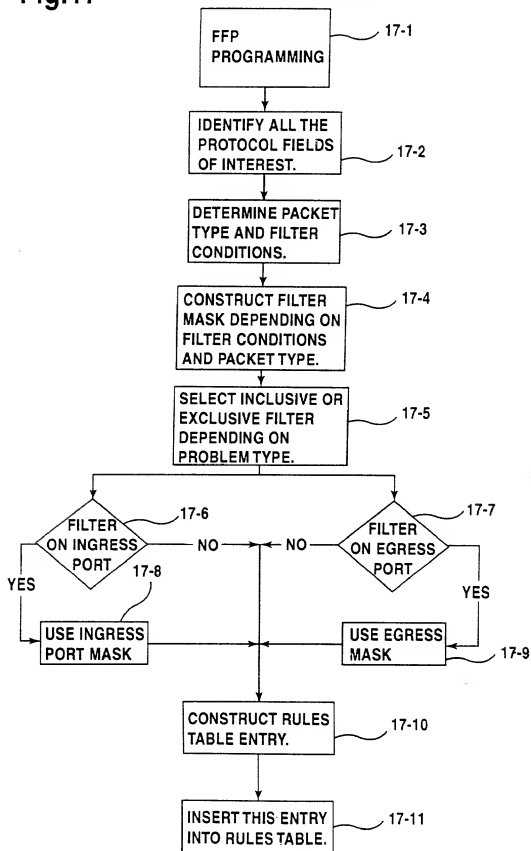 Fig.17
FFP
PROGRAMMING
17-1
IDENTIFY ALL THE
PROTOCOL FIELDS
OF INTEREST.
17-2
DETERMINE PACKET
TYPE AND FILTER
CONDITIONS.
17-3
CONSTRUCT FILTER
MASK DEPENDING ON
FILTER CONDITIONS
AND PACKET TYPE.
17-4
SELECT INCLUSIVE OR
EXCLUSIVE FILTER
DEPENDING ON
PROBLEM TYPE.
17-5
FILTER
ON INGRESS
PORT
17-6
NO
YES
FILTER
ON EGRESS
PORT
17-7
NO
YES
USE INGRESS
PORT MASK
17-8
USE EGRESS
MASK
17-9
CONSTRUCT RULES
TABLE ENTRY.
17-10
INSERT THIS ENTRY
INTO RULES TABLE.
17-11